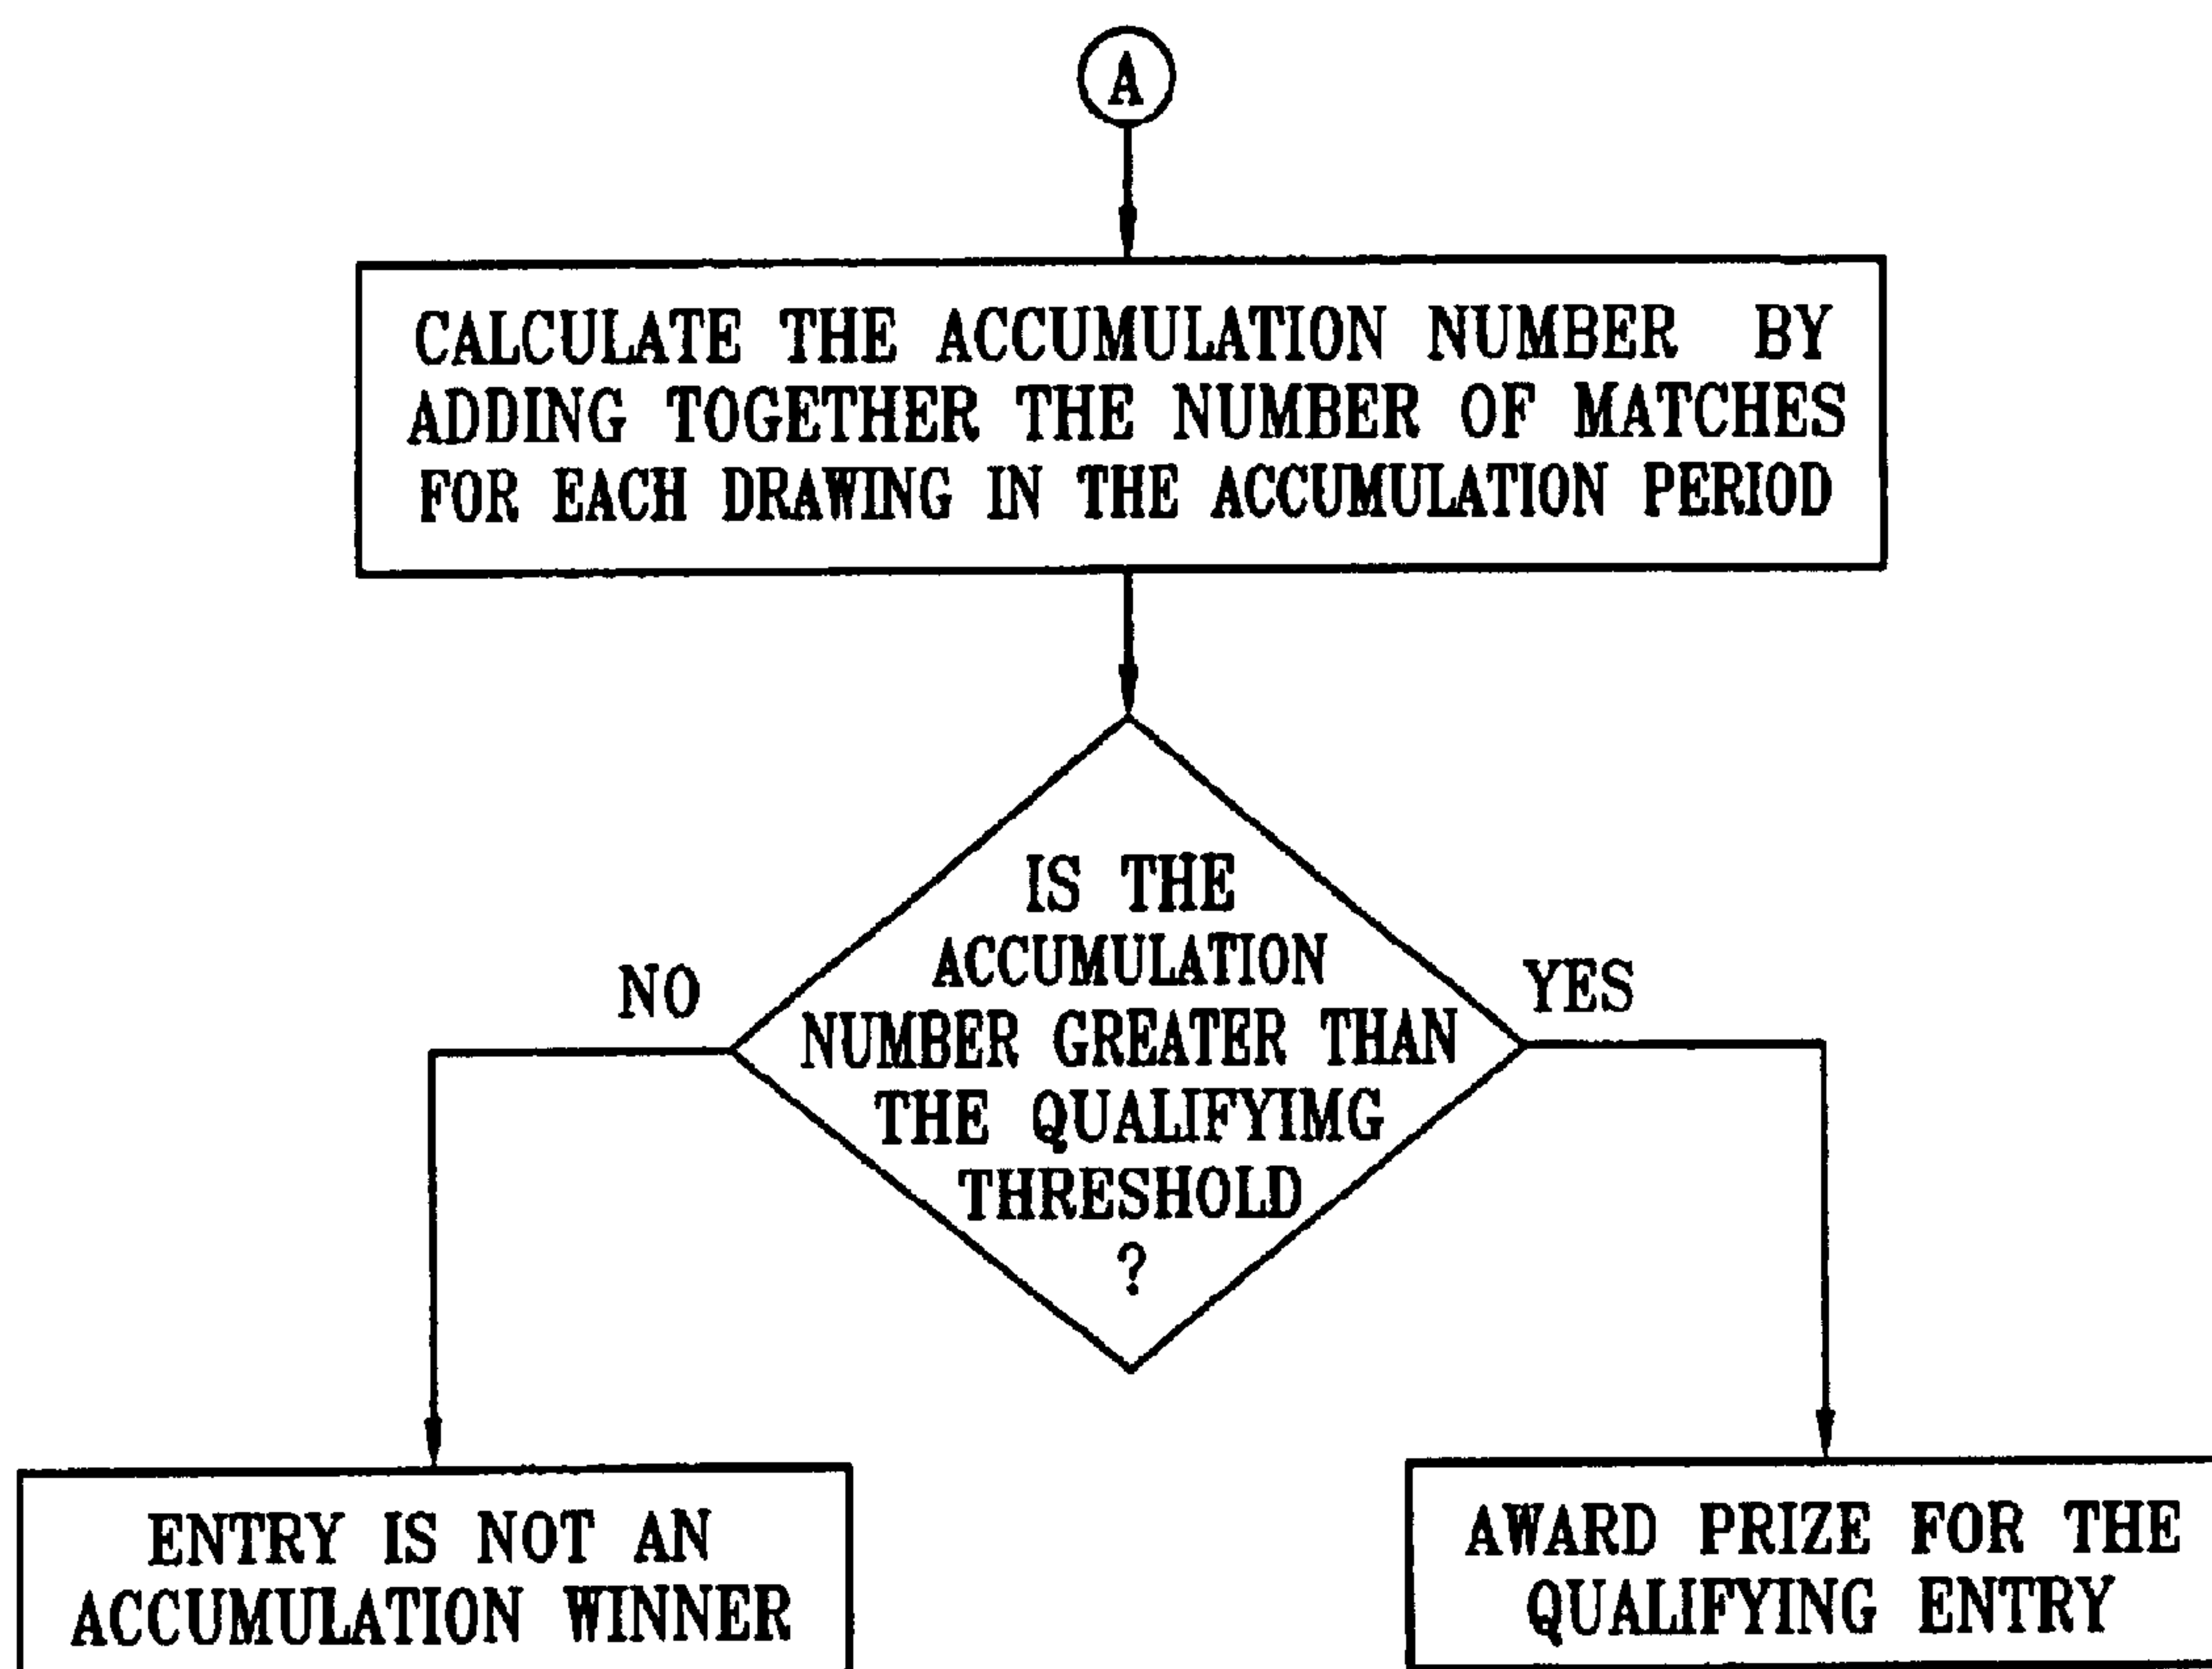 A
CALCULATE THE ACCUMULATION NUMBER BY
ADDING TOGETHER THE NUMBER OF MATCHES
FOR EACH DRAWING IN THE ACCUMULATION PERIOD
IS THE
ACCUMULATION
NUMBER GREATER THAN
THE QUALIFYIMG
THRESHOLD
?
NO
YES
ENTRY IS NOT AN
ACCUMULATION WINNER
AWARD PRIZE FOR THE
QUALIFYING ENTRY